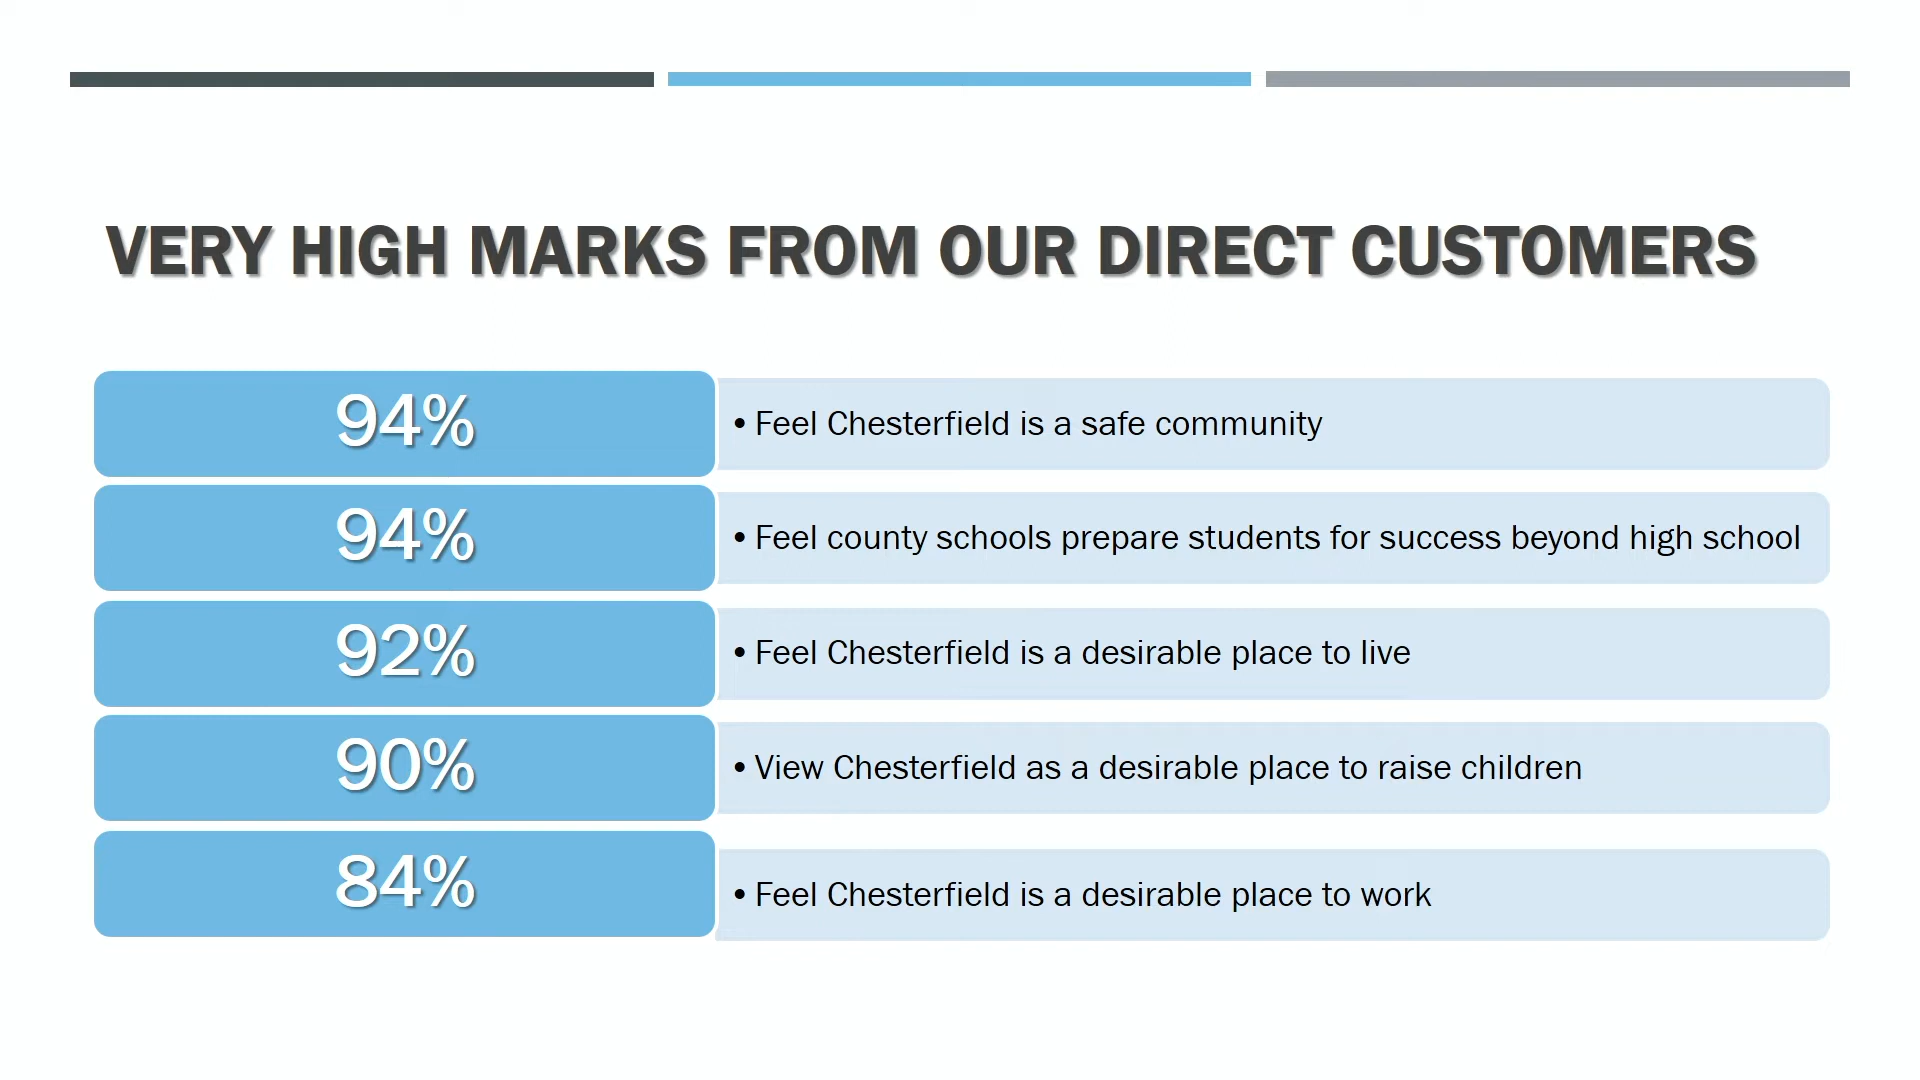 VERY HIGH MARKS FROM OUR DIRECT CUSTOMERS
94%
• Feel Chesterfield is a safe community
94%
• Feel county schools prepare students for success beyond high school
92%
• Feel Chesterfield is a desirable place to live
90%
• View Chesterfield as a desirable place to raise children
84%
• Feel Chesterfield is a desirable place to work